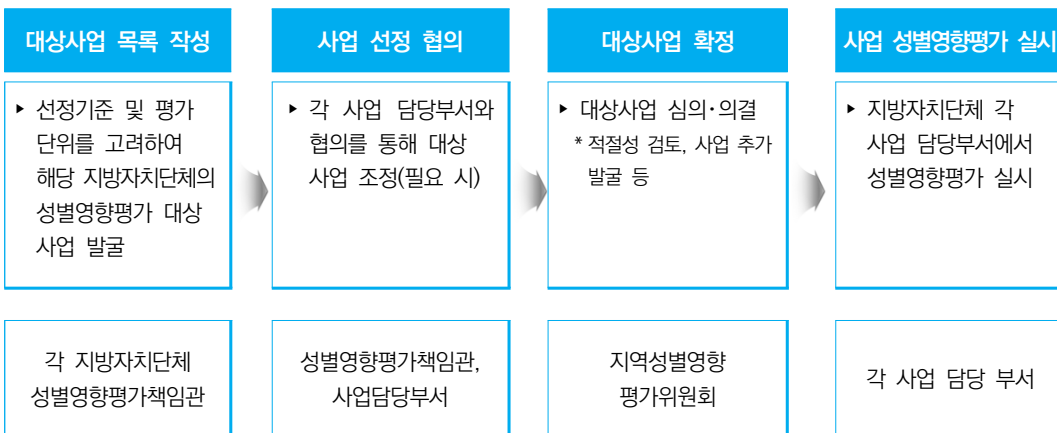 대상사업 목록 작성
▸ 선정기준 및 평가
단위를 고려하여
해당 지방자치단체의
성별영향평가 대상
사업 발굴
각 지방자치단체
성별영향평가책임관
사업 선정 협의
▸ 각 사업 담당부서와
협의를 통해 대상
사업 조정(필요 시)
성별영향평가책임관,
사업담당부서
대상사업 확정
▸ 대상사업 심의·의결
* 적절성 검토, 사업 추가
발굴 등
지역성별영향
평가위원회
사업 성별영향평가 실시
▸ 지방자치단체 각
사업 담당부서에서
성별영향평가 실시
각 사업 담당 부서